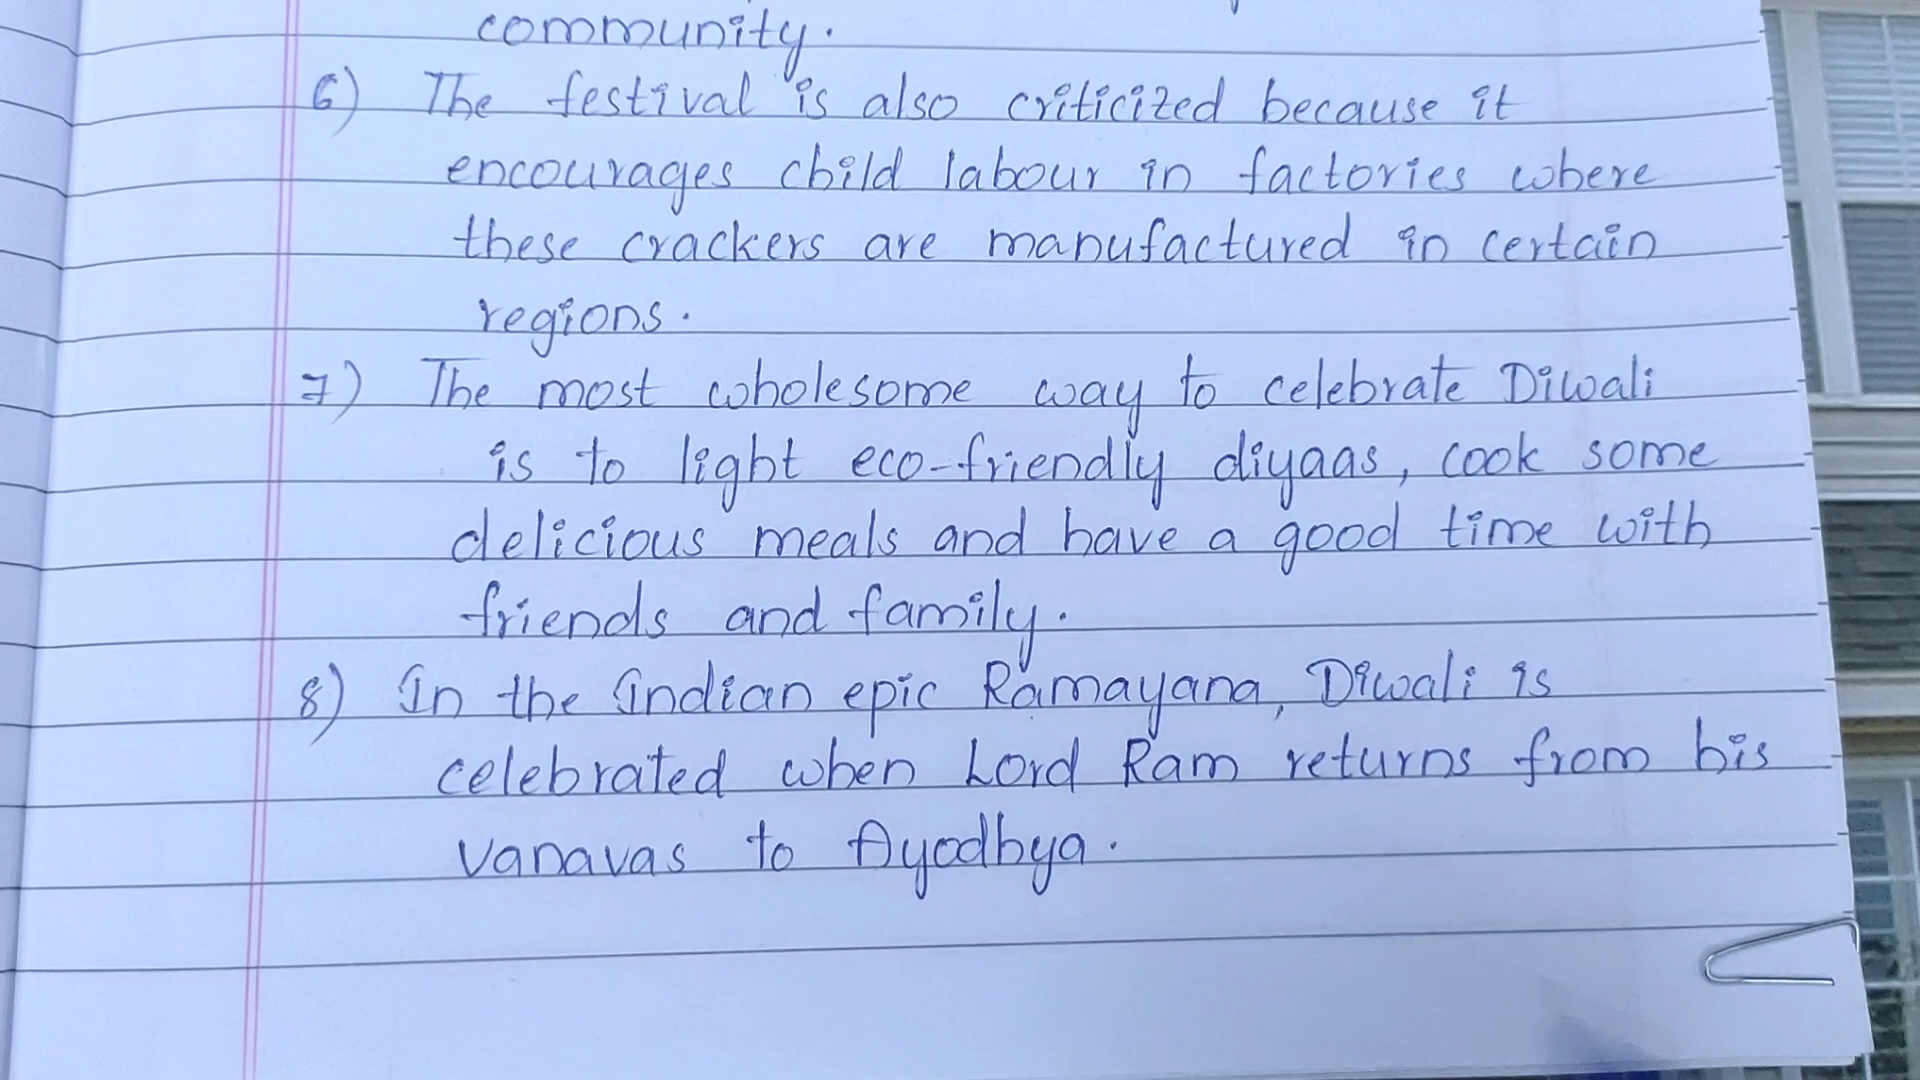 community.
6) The festival is also criticized because it
encourages child labour in factories where
these crackers are manufactured in certain
regions.
7) The most wholesome way to celebrate Diwali
is to light eco-friendly diyaas, cook some
delicious meals and have a good time with
friends and family.
8) In the Indian epic Ramayana, Diwali is
celebrated when Lord Ram returns from his
vanavas to Ayodhya.